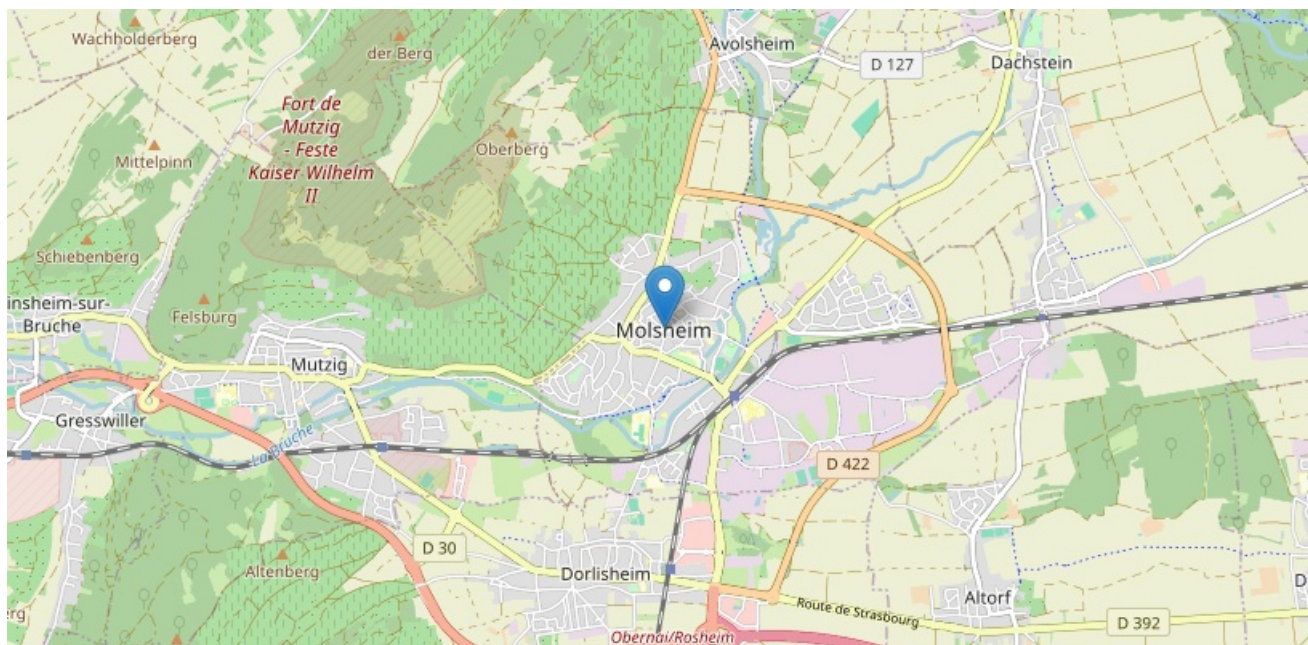 Wachholderberg
der Berg
Avolsheim
D 127
Dachstein
Fort de
Mutzig
- Feste
Kaiser Wilhelm
II
Oberberg
Mittelpinn
Schiebenberg
insheim-sur-
Bruche
Felsburg
Molsheim
Mutzig
Gresswiller
La Bruche
D 422
D 30
Altenberg
Dorlisheim
Altorf
Route de Strasbourg
D 392
D
erg
Obernai/Rosheim